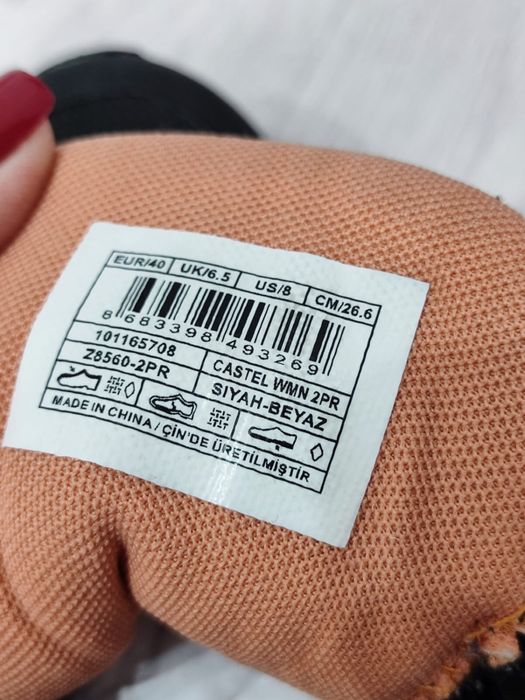 EUR/40 UK/6.5 US/8 CM/26.6
8 683398 493269
101165708 CASTEL WMN 2PR
Z8560-2PR SIYAH-BEYAZ
MADE IN CHINA / ÇİN'DE ÜRETİLMİŞTİR